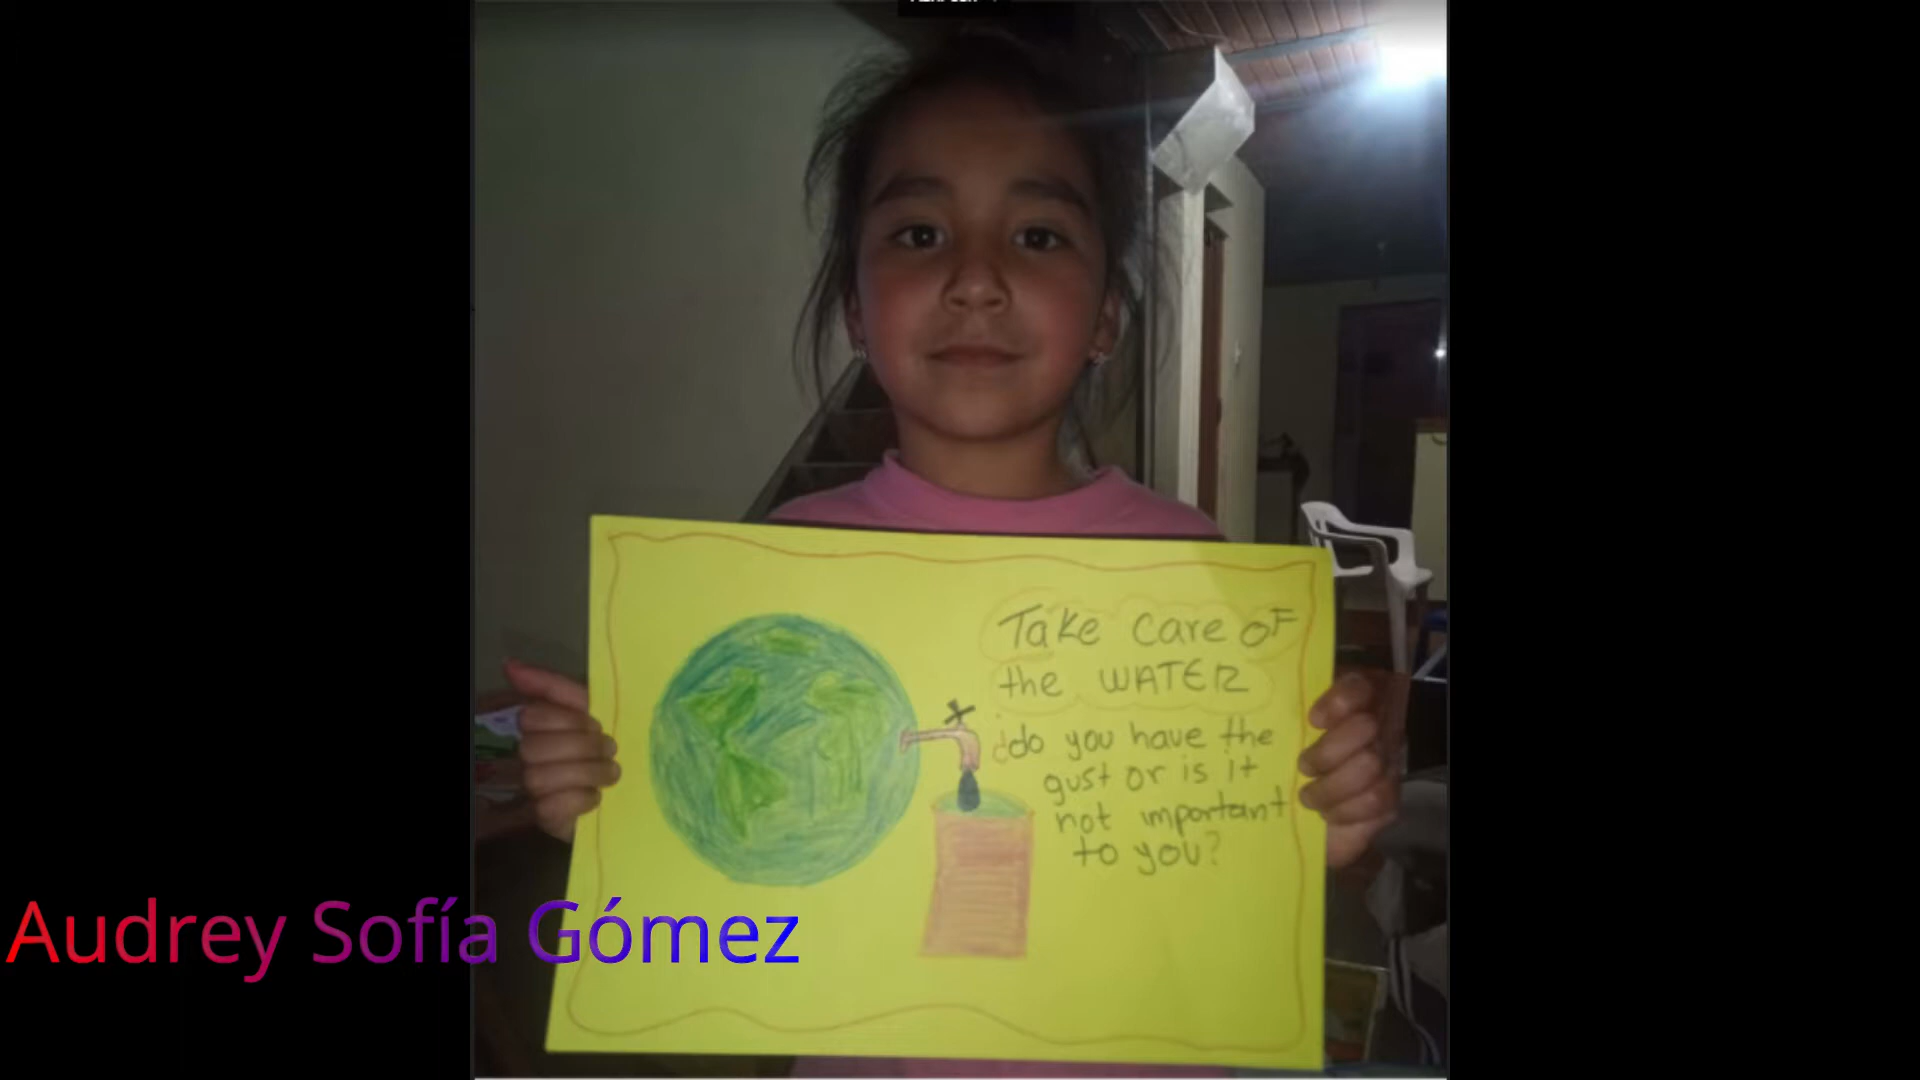 Take care of
the WATER
¿do you have the
gust or is it
not important
to you?
Audrey Sofía Gómez